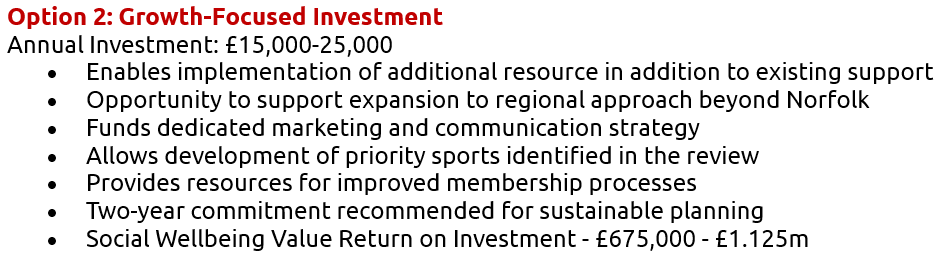 Option 2: Growth-Focused Investment
Annual Investment: £15,000-25,000
• Enables implementation of additional resource in addition to existing support
• Opportunity to support expansion to regional approach beyond Norfolk
• Funds dedicated marketing and communication strategy
• Allows development of priority sports identified in the review
• Provides resources for improved membership processes
• Two-year commitment recommended for sustainable planning
• Social Wellbeing Value Return on Investment - £675,000 - £1.125m